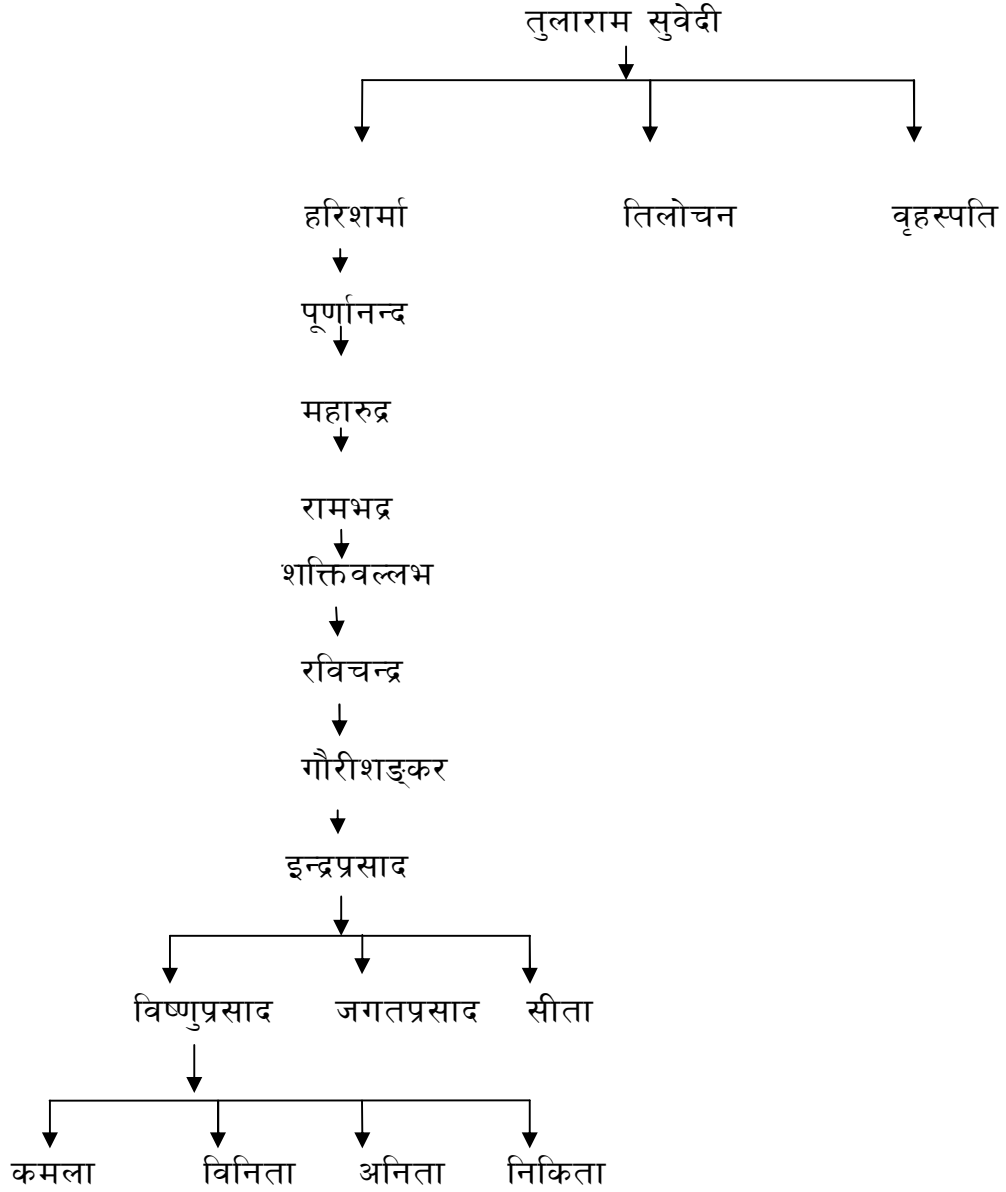 तुलाराम सुवेदी
हरिशर्मा तिलोचन वृहस्पति
पूर्णानन्द
महारुद्र
रामभद्र
शक्तिवल्लभ
रविचन्द्र
गौरीशङ्कर
इन्द्रप्रसाद
विष्णुप्रसाद जगतप्रसाद सीता
कमला विनिता अनिता निकिता